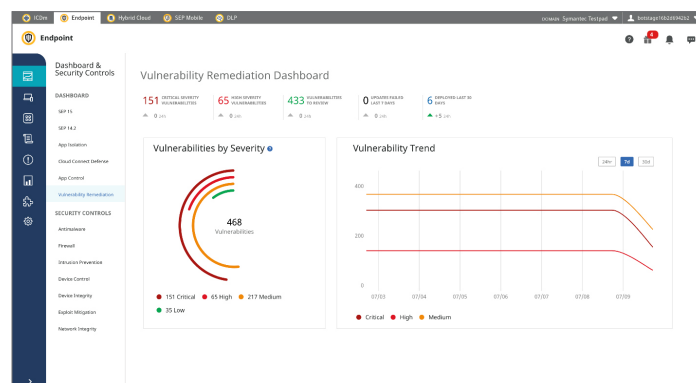 ICDm
Endpoint
Hybrid Cloud
SEP Mobile
DLP
DOMAIN Symantec Testpad
Endpoint
4
Dashboard &
Security Controls
DASHBOARD
SEP 15
SEP 14.2
App Isolation
Cloud Connect Defense
App Control
Vulnerability Remediation
SECURITY CONTROLS
Antimalware
Firewall
Intrusion Prevention
Device Control
Device Integrity
Exploit Mitigation
Network Integrity
Vulnerability Remediation Dashboard
151 CRITICAL SEVERITY
VULNERABILITIES
0 24h
65 HIGH SEVERITY
VULNERABILITIES
0 24h
433 VULNERABILITIES
TO REVIEW
0 24h
0 UPDATES FAILED
LAST 7 DAYS
0 24h
6 DEPLOYED LAST 30
DAYS
+5 24h
Vulnerabilities by Severity
468
Vulnerabilities
151 Critical 65 High 217 Medium
35 Low
Vulnerability Trend
24hr 7d 30d
400
200
0
07/03 07/04 07/05 07/06 07/07 07/08 07/09
Critical High Medium